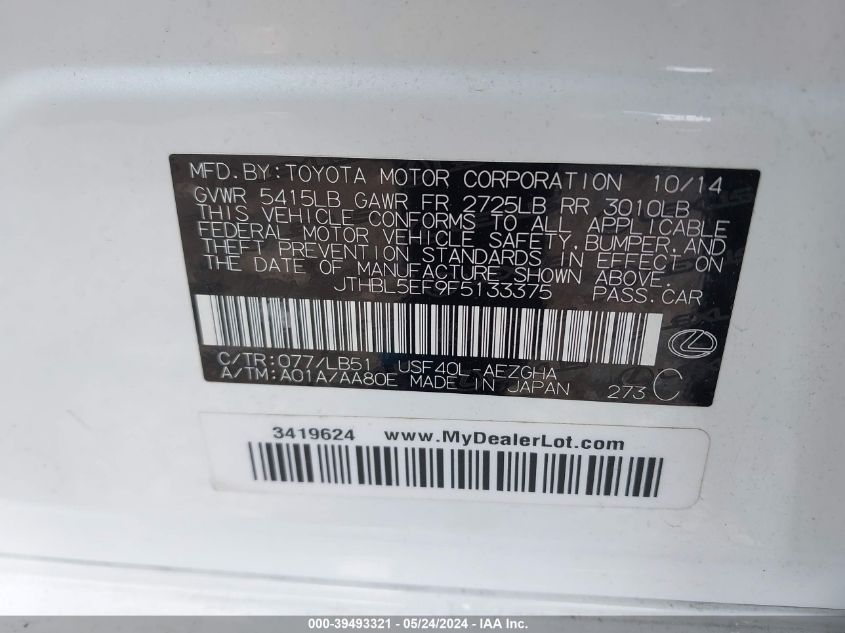 MFD. BY: TOYOTA MOTOR CORPORATION 10/14
GVWR 5415LB GAWR FR 2725LB RR 3010LB
THIS VEHICLE CONFORMS TO ALL APPLICABLE
FEDERAL MOTOR VEHICLE SAFETY, BUMPER, AND
THEFT PREVENTION STANDARDS IN EFFECT ON
THE DATE OF MANUFACTURE SHOWN ABOVE.
JTHBL5EF9F5133375 PASS. CAR
C/TR: 077/LB51 USF40L-AEZGHA
A/TM: A01A/AA80E MADE IN JAPAN 273 C
3419624 www.MyDealerLot.com
000-39493321 - 05/24/2024 - IAA Inc.